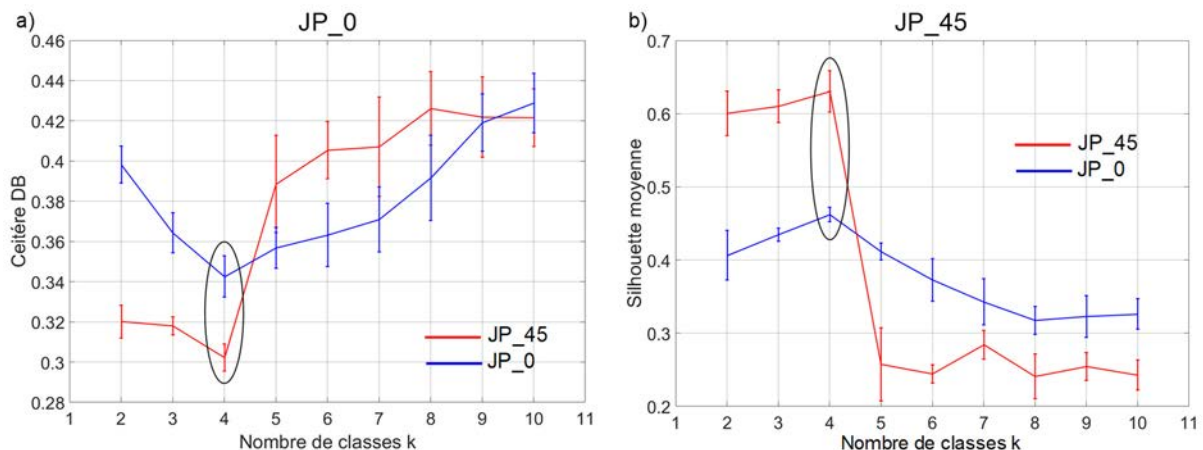 a)
JP_0
0.46
0.44
0.42
0.4
0.38
0.36
0.34
0.32
0.3
0.28
Ceitére DB
JP_45
JP_0
1 2 3 4 5 6 7 8 9 10 11
Nombre de classes k
b)
JP_45
0.7
0.6
0.5
0.4
0.3
0.2
Silhouette moyenne
JP_45
JP_0
1 2 3 4 5 6 7 8 9 10 11
Nombre de classes k